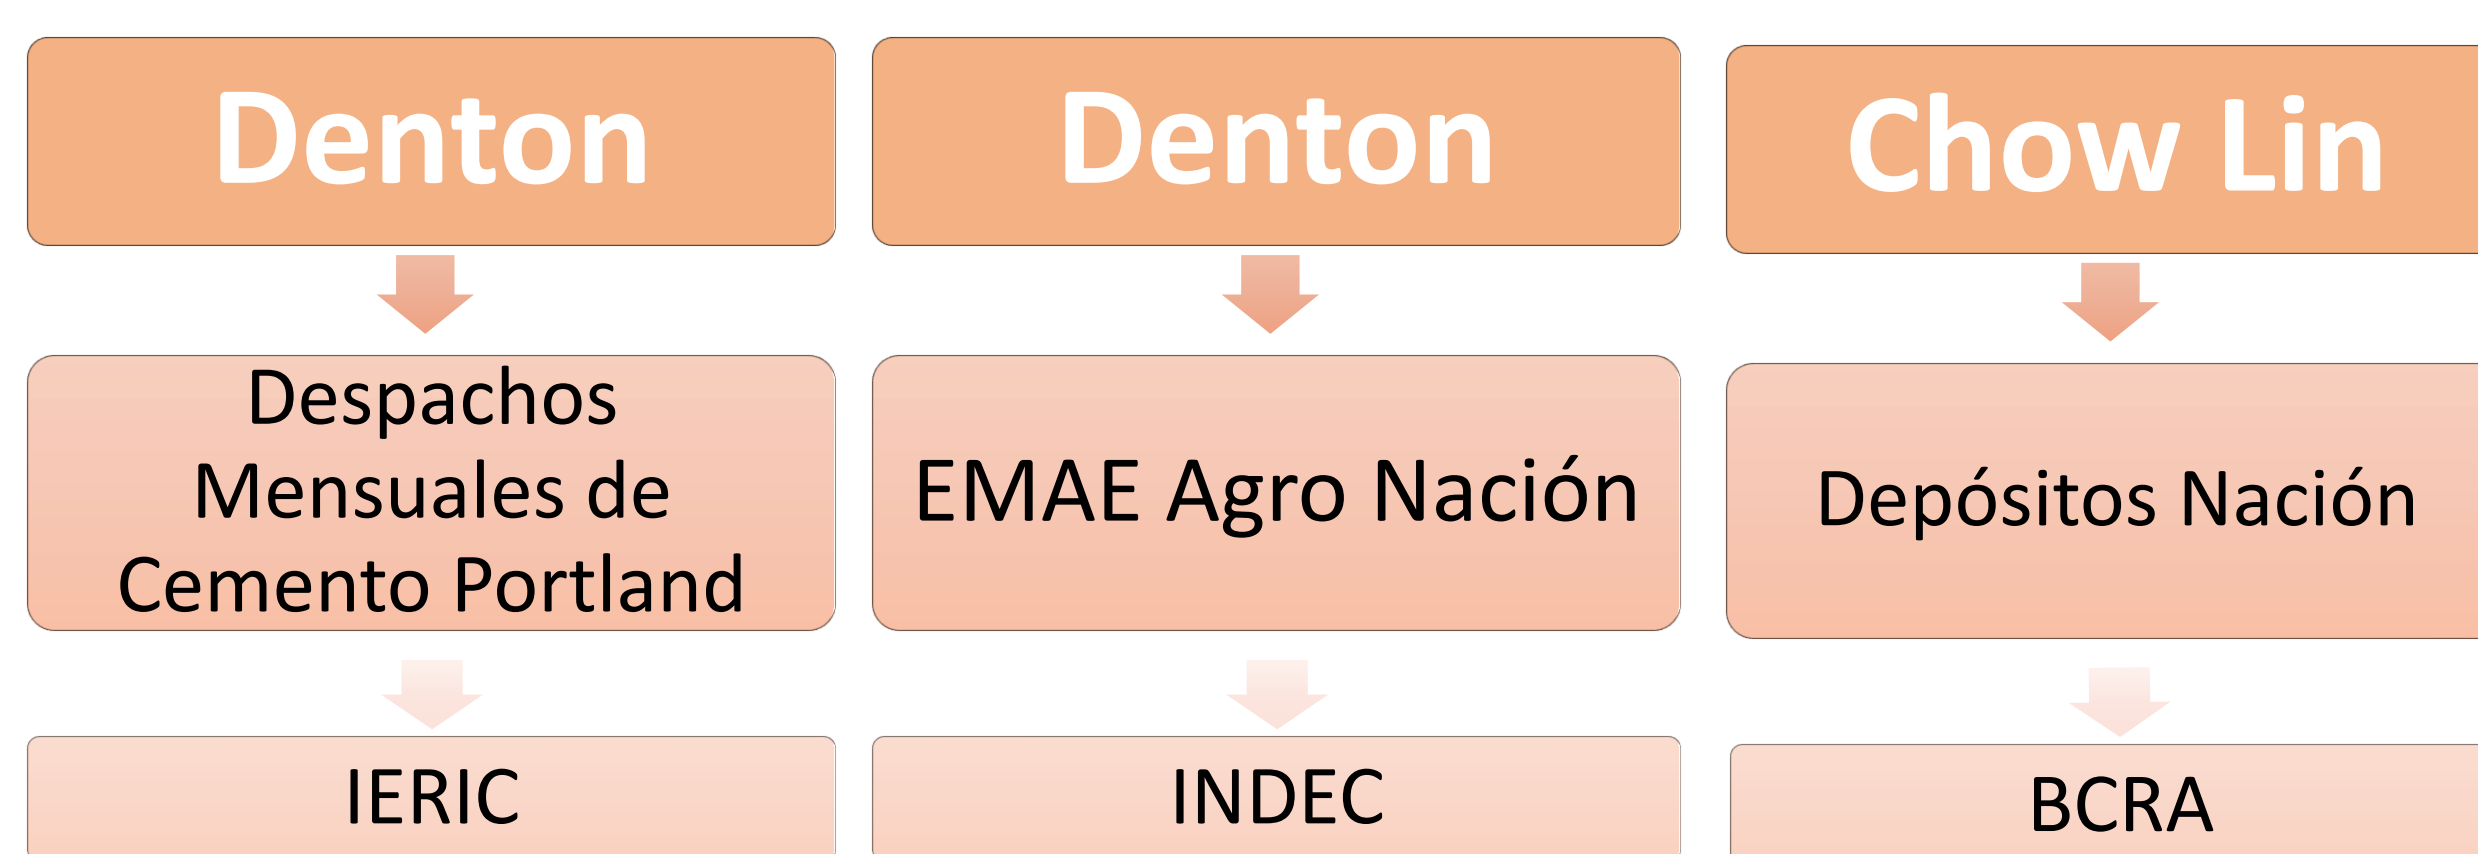 Denton
Denton
Chow Lin
Despachos
Mensuales de
Cemento Portland
EMAE Agro Nación
Depósitos Nación
IERIC
INDEC
BCRA